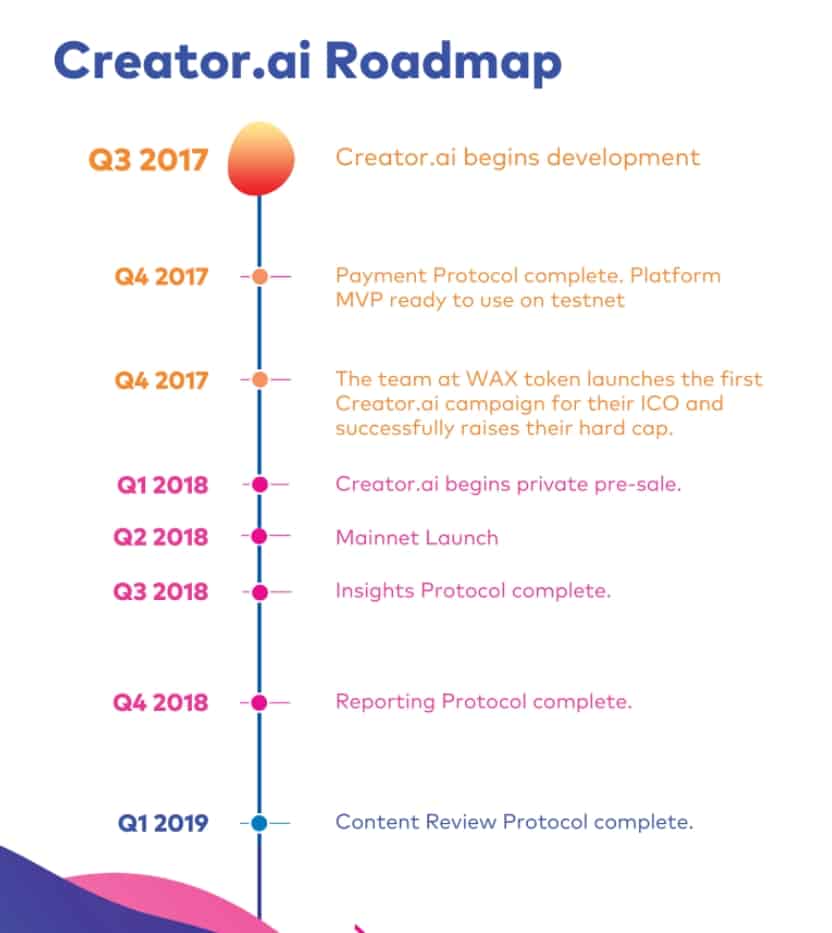 Creator.ai Roadmap
Q3 2017 Creator.ai begins development
Q4 2017 Payment Protocol complete. Platform
MVP ready to use on testnet
Q4 2017 The team at WAX token launches the first
Creator.ai campaign for their ICO and
successfully raises their hard cap.
Q1 2018 Creator.ai begins private pre-sale.
Q2 2018 Mainnet Launch
Q3 2018 Insights Protocol complete.
Q4 2018 Reporting Protocol complete.
Q1 2019 Content Review Protocol complete.